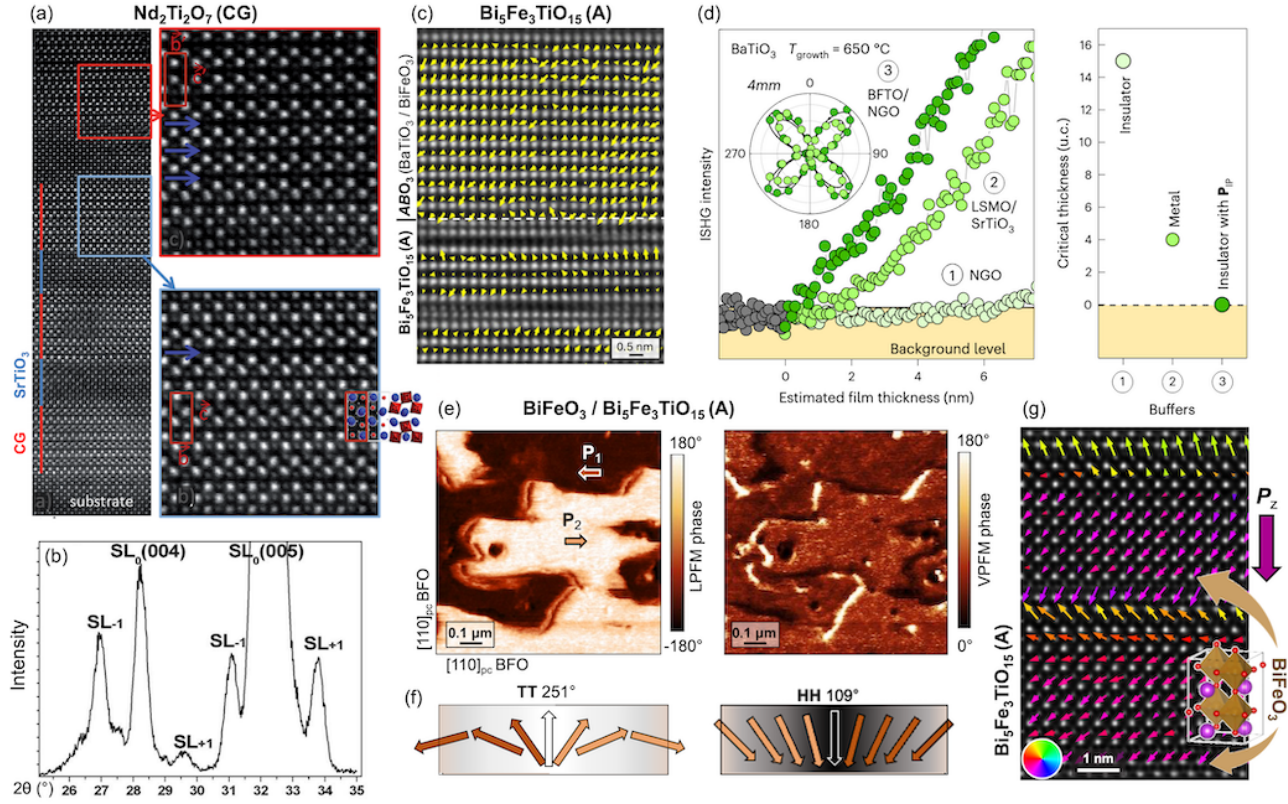 (a)
Nd2Ti2O7 (CG)
b
c
c)
SrTiO3
CG
a)
substrate
c
b
b)
(b)
SL0(004)
SL0(005)
SL-1
SL+1
SL-1
SL+1
Intensity
2θ (°)
26 27 28 29 30 31 32 33 34 35
(c)
Bi5Fe3TiO15 (A)
ABO3 (BaTiO3 / BiFeO3)
Bi5Fe3TiO15 (A)
0.5 nm
(d)
BaTiO3 Tgrowth = 650 °C
4mm
0
90
180
270
3
BFTO/
NGO
2
LSMO/
SrTiO3
1 NGO
Background level
ISHG intensity
0 2 4 6
Estimated film thickness (nm)
Critical thickness (u.c.)
16
14
12
10
8
6
4
2
0
Insulator
Metal
Insulator with PIP
1 2 3
Buffers
(e)
BiFeO3 / Bi5Fe3TiO15 (A)
P1
P2
0.1 µm
[110]pc BFO
[110]pc BFO
180°
LPFM phase
-180°
0.1 µm
180°
VPFM phase
0°
(f)
TT 251°
HH 109°
(g)
Pz
Bi5Fe3TiO15 (A)
BiFeO3
1 nm